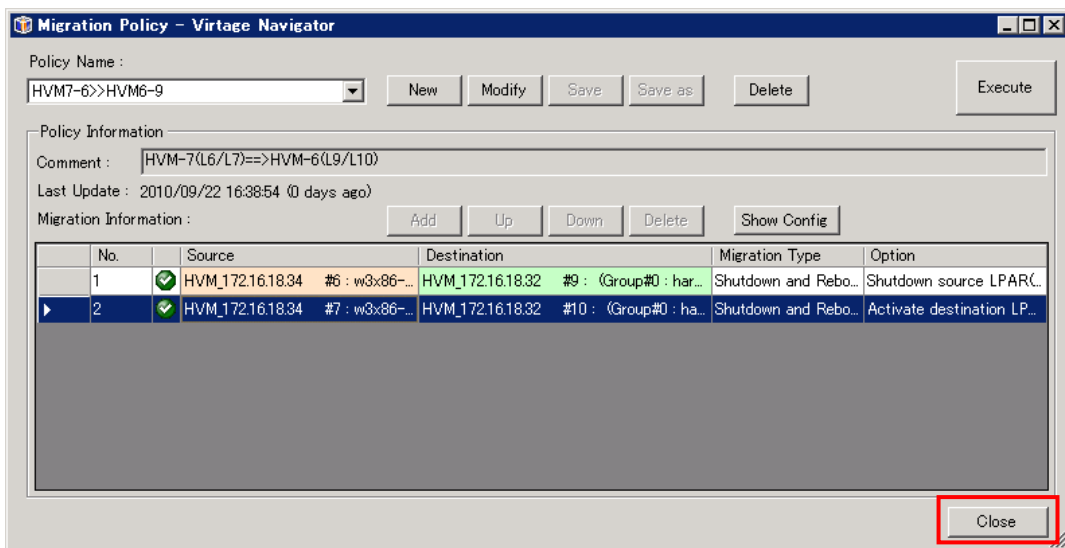 Migration Policy - Virtage Navigator
Policy Name :
HVM7-6>>HVM6-9 New Modify Save Save as Delete Execute
Policy Information
Comment : HVM-7(L6/L7)==>HVM-6(L9/L10)
Last Update : 2010/09/22 16:38:54 (0 days ago)
Migration Information : Add Up Down Delete Show Config
No. Source Destination Migration Type Option
1 HVM_172.16.18.34 #6 : w3x86-... HVM_172.16.18.32 #9 : (Group#0 : har... Shutdown and Rebo... Shutdown source LPAR(...
2 HVM_172.16.18.34 #7 : w3x86-... HVM_172.16.18.32 #10 : (Group#0 : ha... Shutdown and Rebo... Activate destination LP...
Close